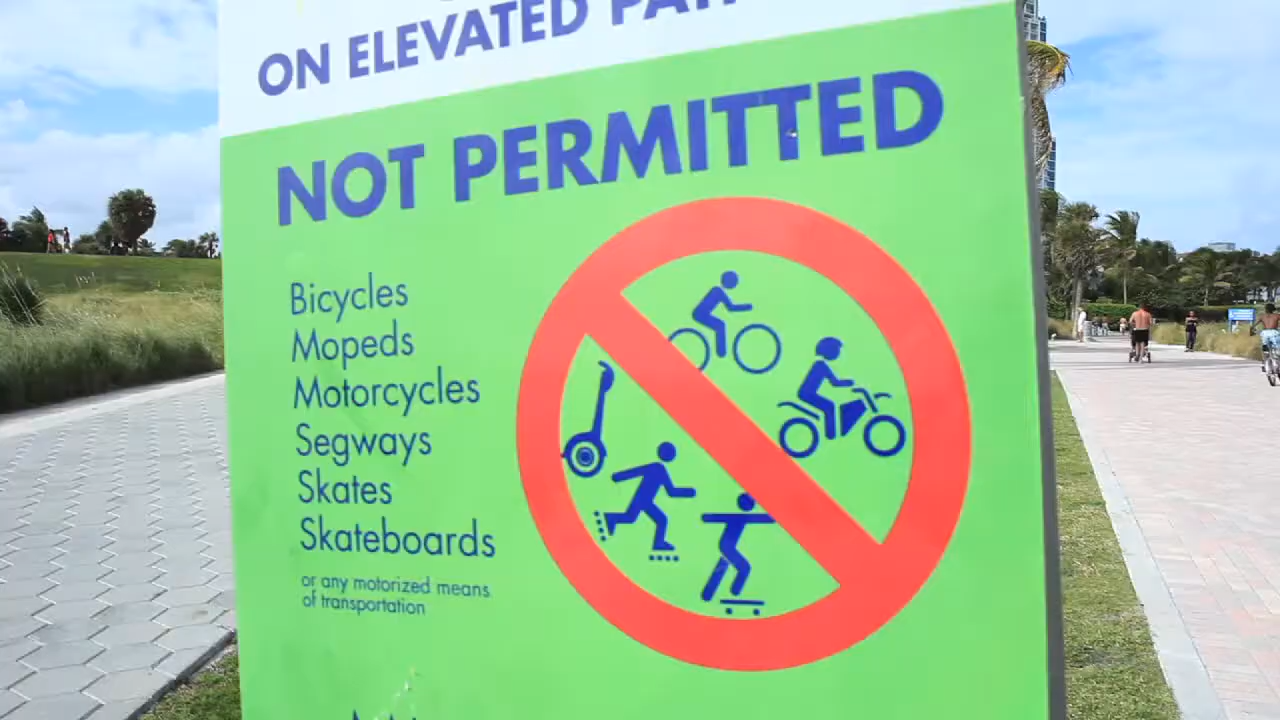 ON ELEVATED
NOT PERMITTED
Bicycles
Mopeds
Motorcycles
Segways
Skates
Skateboards
or any motorized means
of transportation